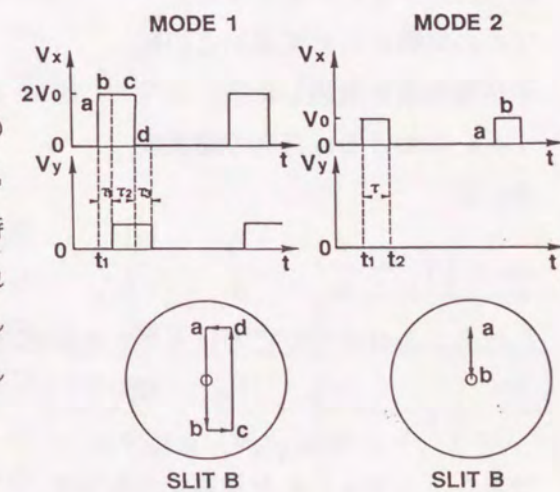 MODE 1
MODE 2
Vx
Vx
b c
2V0
a
d
V0
b
a
0
t
0
t
Vy
Vy
τ1 τ2 τ3
τ
0
t1
t
0
t1 t2
t
a d
b c
a
b
SLIT B
SLIT B